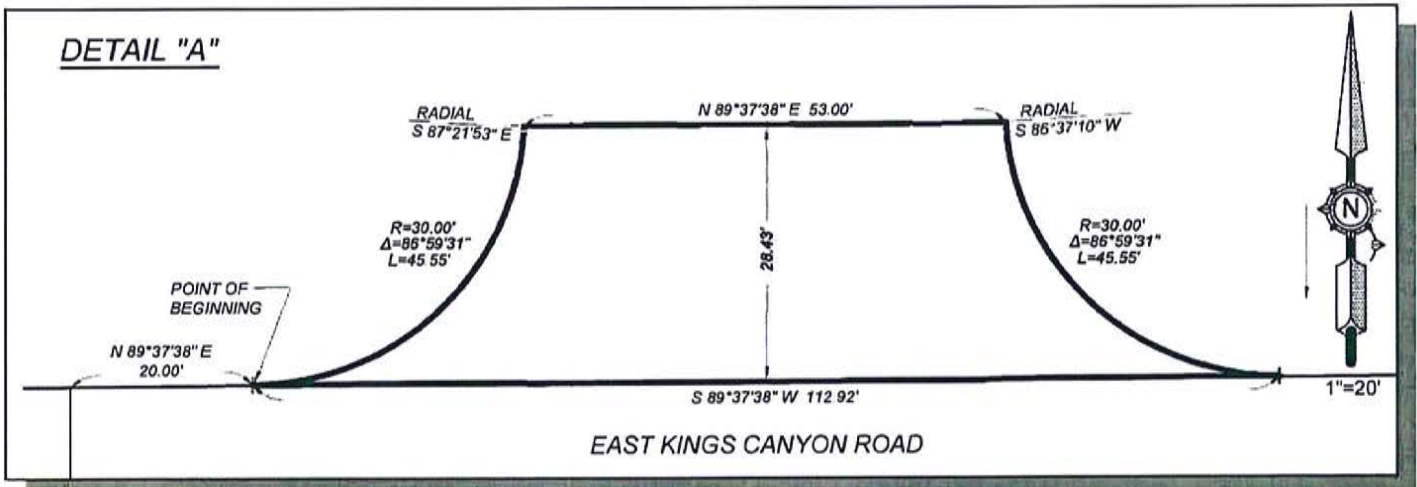 DETAIL "A"
RADIAL
S 87°21'53" E
N 89°37'38" E 53.00'
RADIAL
S 86°37'10" W
R=30.00'
Δ=86°59'31"
L=45.55'
28.43'
R=30.00'
Δ=86°59'31"
L=45.55'
N
POINT OF
BEGINNING
N 89°37'38" E
20.00'
S 89°37'38" W 112.92'
1"=20'
EAST KINGS CANYON ROAD